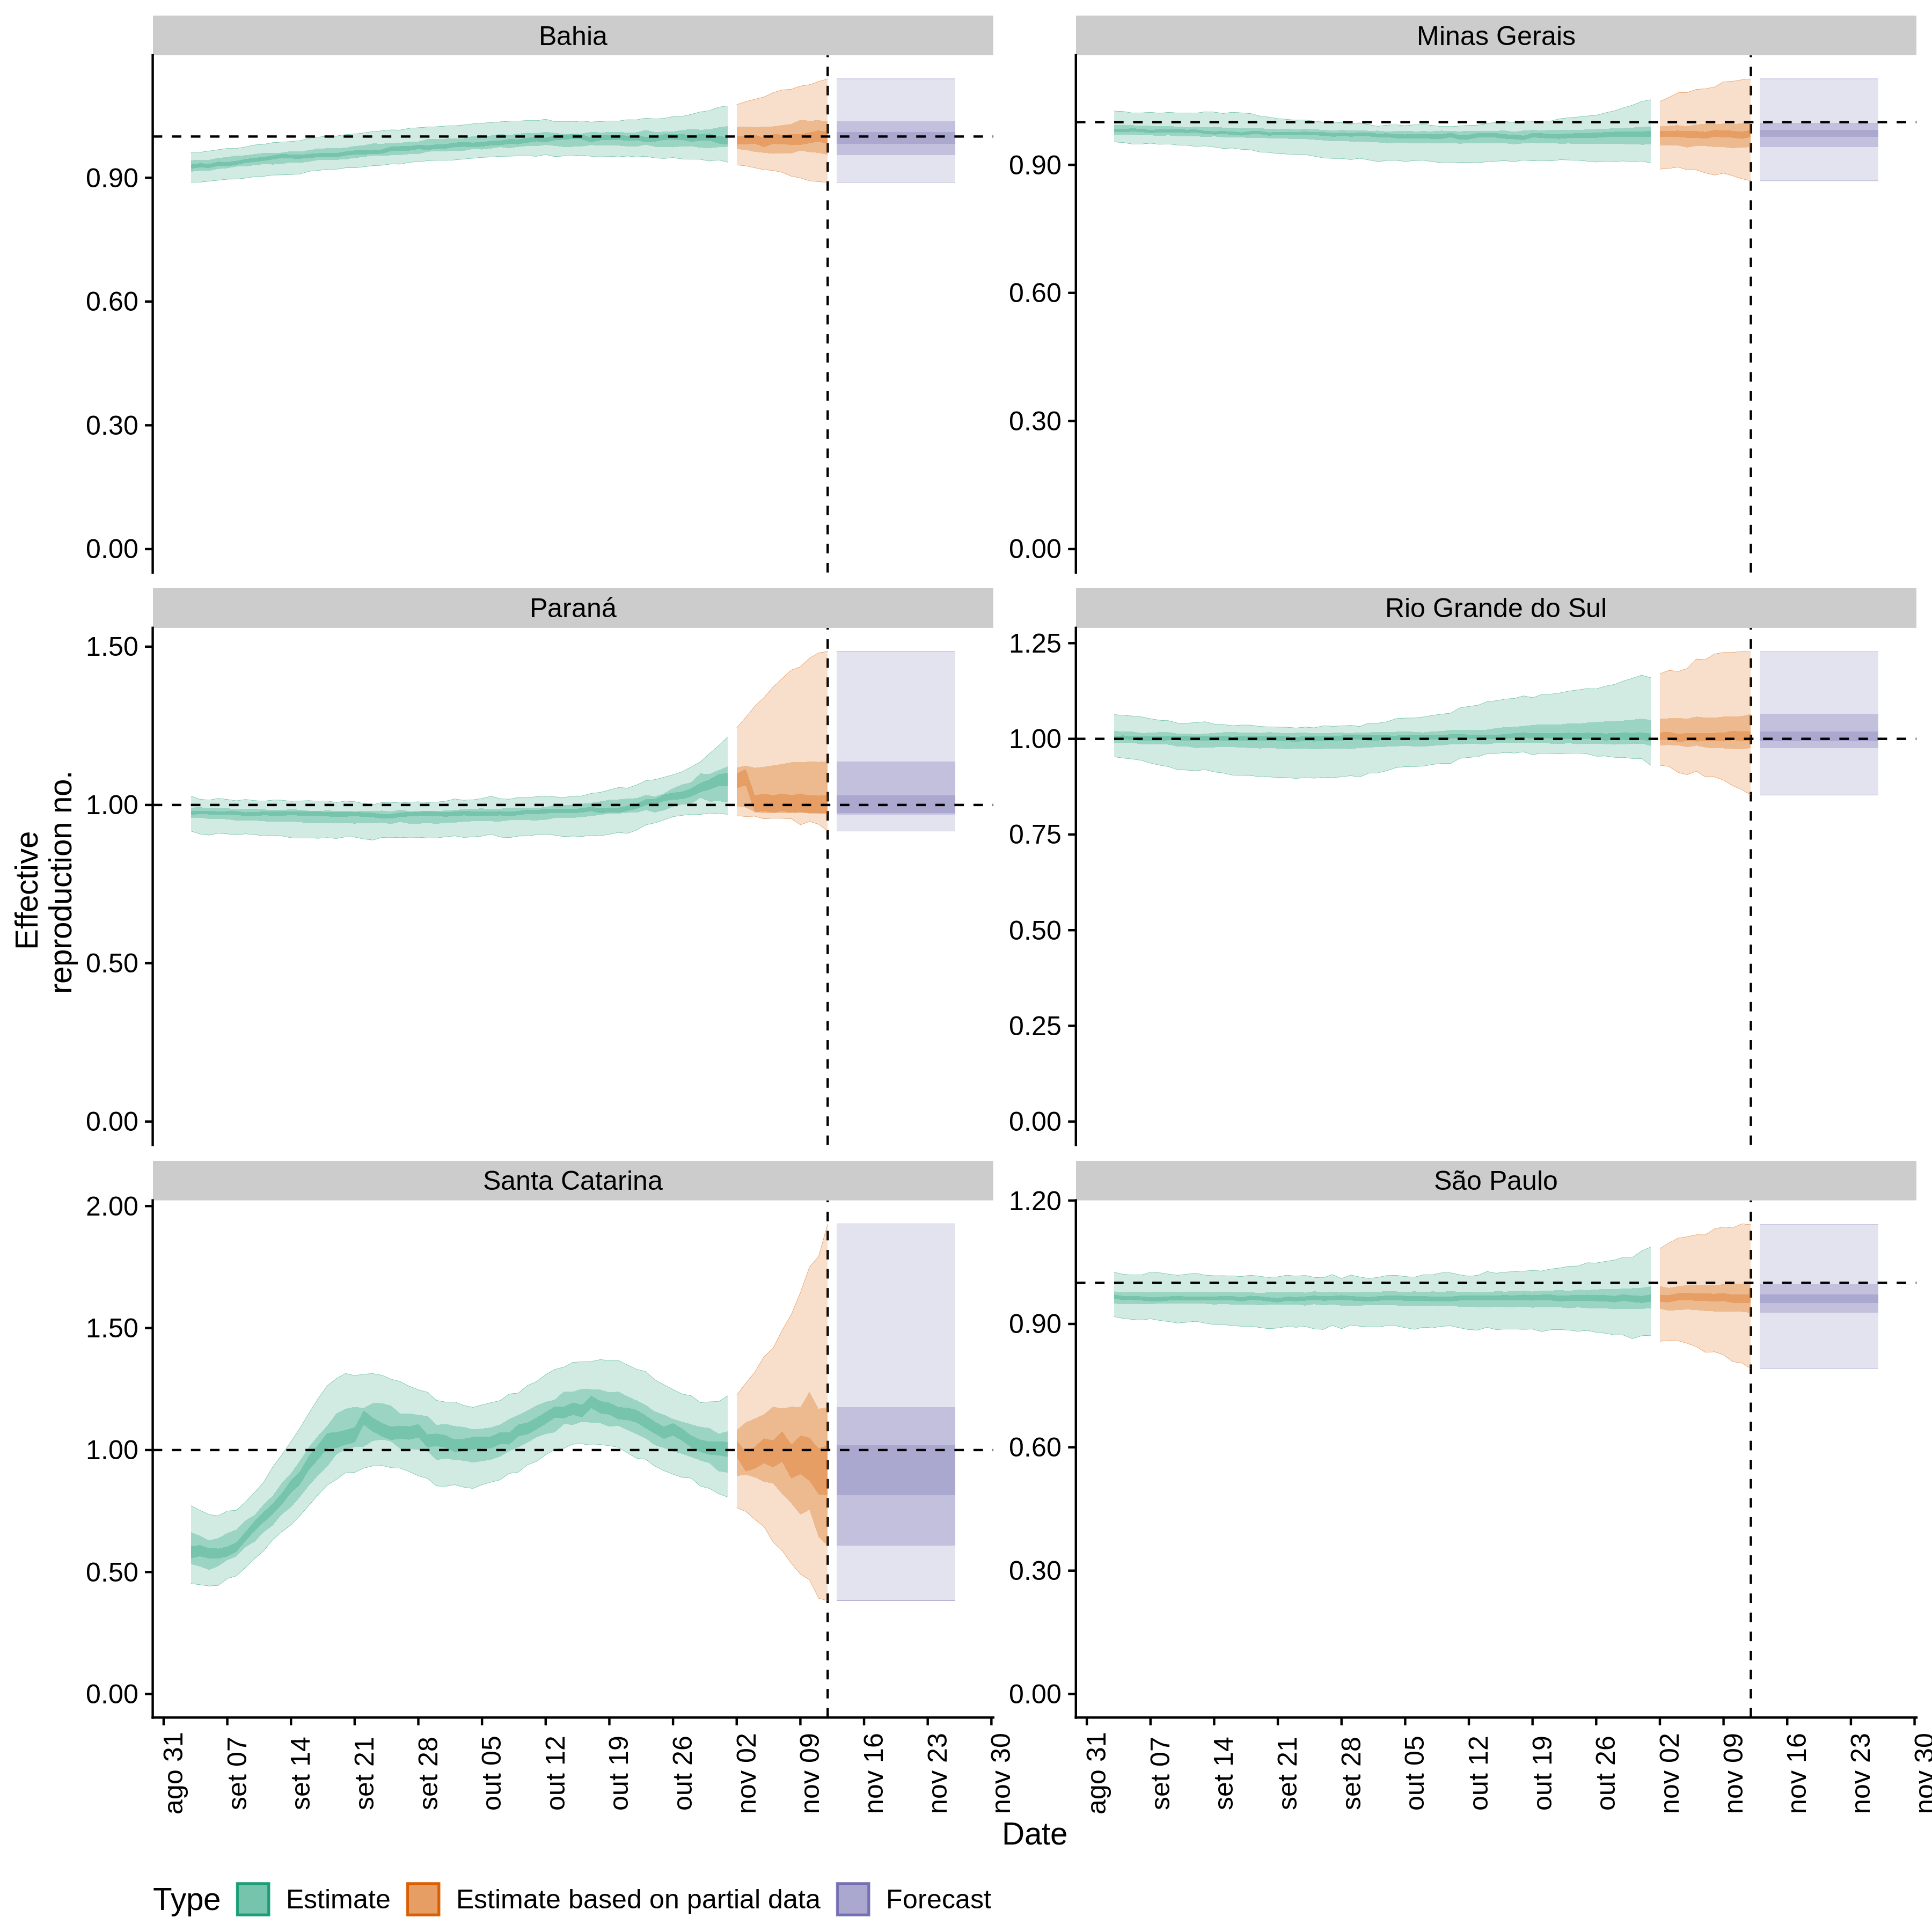 Bahia
Minas Gerais
0.90
0.60
0.30
0.00
0.90
0.60
0.30
0.00
Paraná
Rio Grande do Sul
1.50
1.00
0.50
0.00
1.25
1.00
0.75
0.50
0.25
0.00
Effective
reproduction no.
Santa Catarina
São Paulo
2.00
1.50
1.00
0.50
0.00
1.20
0.90
0.60
0.30
0.00
ago 31
set 07
set 14
set 21
set 28
out 05
out 12
out 19
out 26
nov 02
nov 09
nov 16
nov 23
nov 30
ago 31
set 07
set 14
set 21
set 28
out 05
out 12
out 19
out 26
nov 02
nov 09
nov 16
nov 23
nov 30
Date
Type Estimate Estimate based on partial data Forecast